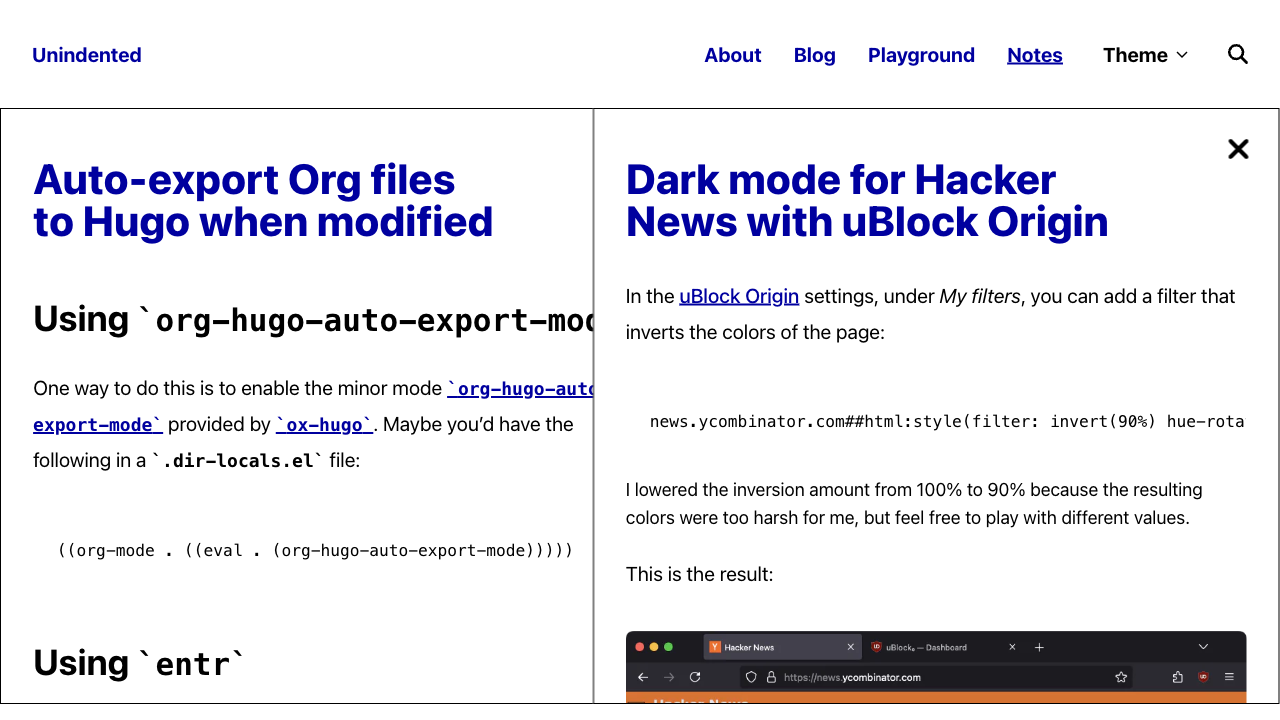 Unindented
About Blog Playground Notes Theme
Auto-export Org files
to Hugo when modified
Using `org-hugo-auto-export-mod
One way to do this is to enable the minor mode `org-hugo-auto
export-mode` provided by `ox-hugo`. Maybe you’d have the
following in a `.dir-locals.el` file:
((org-mode . ((eval . (org-hugo-auto-export-mode)))))
Using `entr`
Dark mode for Hacker
News with uBlock Origin
In the uBlock Origin settings, under My filters, you can add a filter that
inverts the colors of the page:
news.ycombinator.com##html:style(filter: invert(90%) hue-rota
I lowered the inversion amount from 100% to 90% because the resulting
colors were too harsh for me, but feel free to play with different values.
This is the result:
Hacker News
uBlock₀ — Dashboard
https://news.ycombinator.com
Hacker News